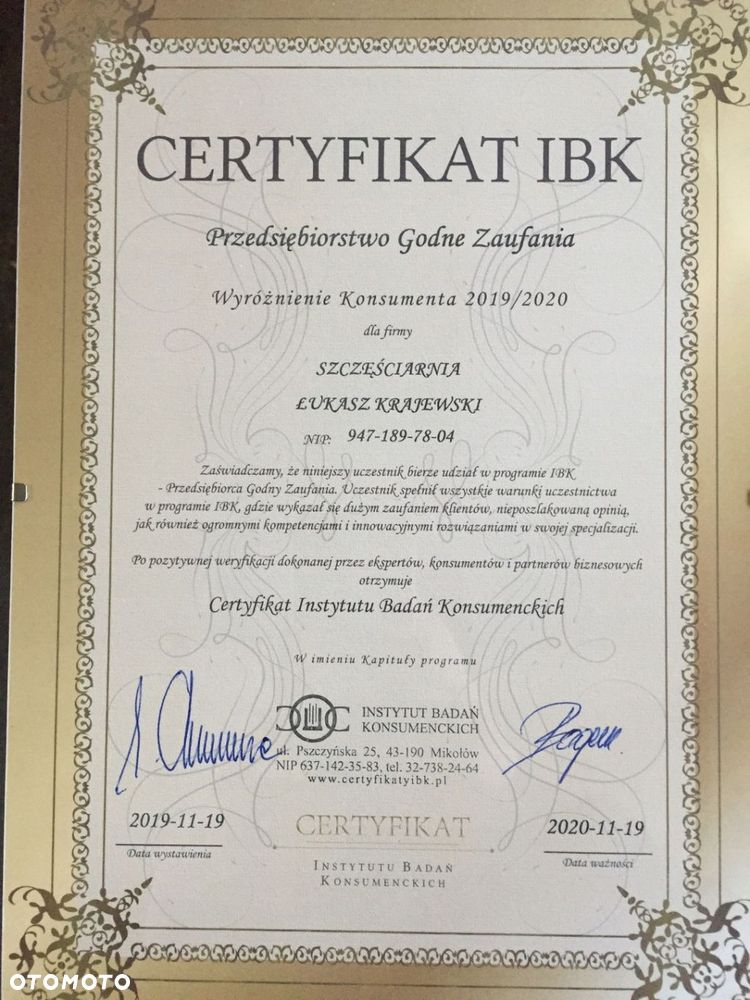 CERTYFIKAT IBK
Przedsiębiorstwo Godne Zaufania
Wyróżnienie Konsumenta 2019/2020
dla firmy
SZCZĘŚCIARNIA
ŁUKASZ KRAJEWSKI
NIP: 947-189-78-04
Zaświadczamy, że niniejszy uczestnik bierze udział w programie IBK
- Przedsiębiorca Godny Zaufania. Uczestnik spełnił wszystkie warunki uczestnictwa
w programie IBK, gdzie wykazał się dużym zaufaniem klientów, nieposzlakowaną opinią,
jak również ogromnymi kompetencjami i innowacyjnymi rozwiązaniami w swojej specjalizacji.
Po pozytywnej weryfikacji dokonanej przez ekspertów, konsumentów i partnerów biznesowych
otrzymuje
Certyfikat Instytutu Badań Konsumenckich
W imieniu Kapituły programu
INSTYTUT BADAŃ
KONSUMENCKICH
ul. Pszczyńska 25, 43-190 Mikołów
NIP 637-142-35-83, tel. 32-738-24-64
www.certyfikatyibk.pl
2019-11-19
Data wystawienia
CERTYFIKAT
INSTYTUTU BADAŃ
KONSUMENCKICH
2020-11-19
Data ważności
OTOMOTO